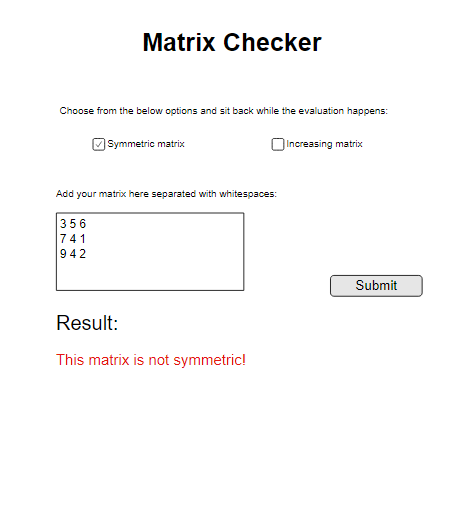 Matrix Checker
Choose from the below options and sit back while the evaluation happens:
Symmetric matrix
Increasing matrix
Add your matrix here separated with whitespaces:
3 5 6
7 4 1
9 4 2
Submit
Result:
This matrix is not symmetric!